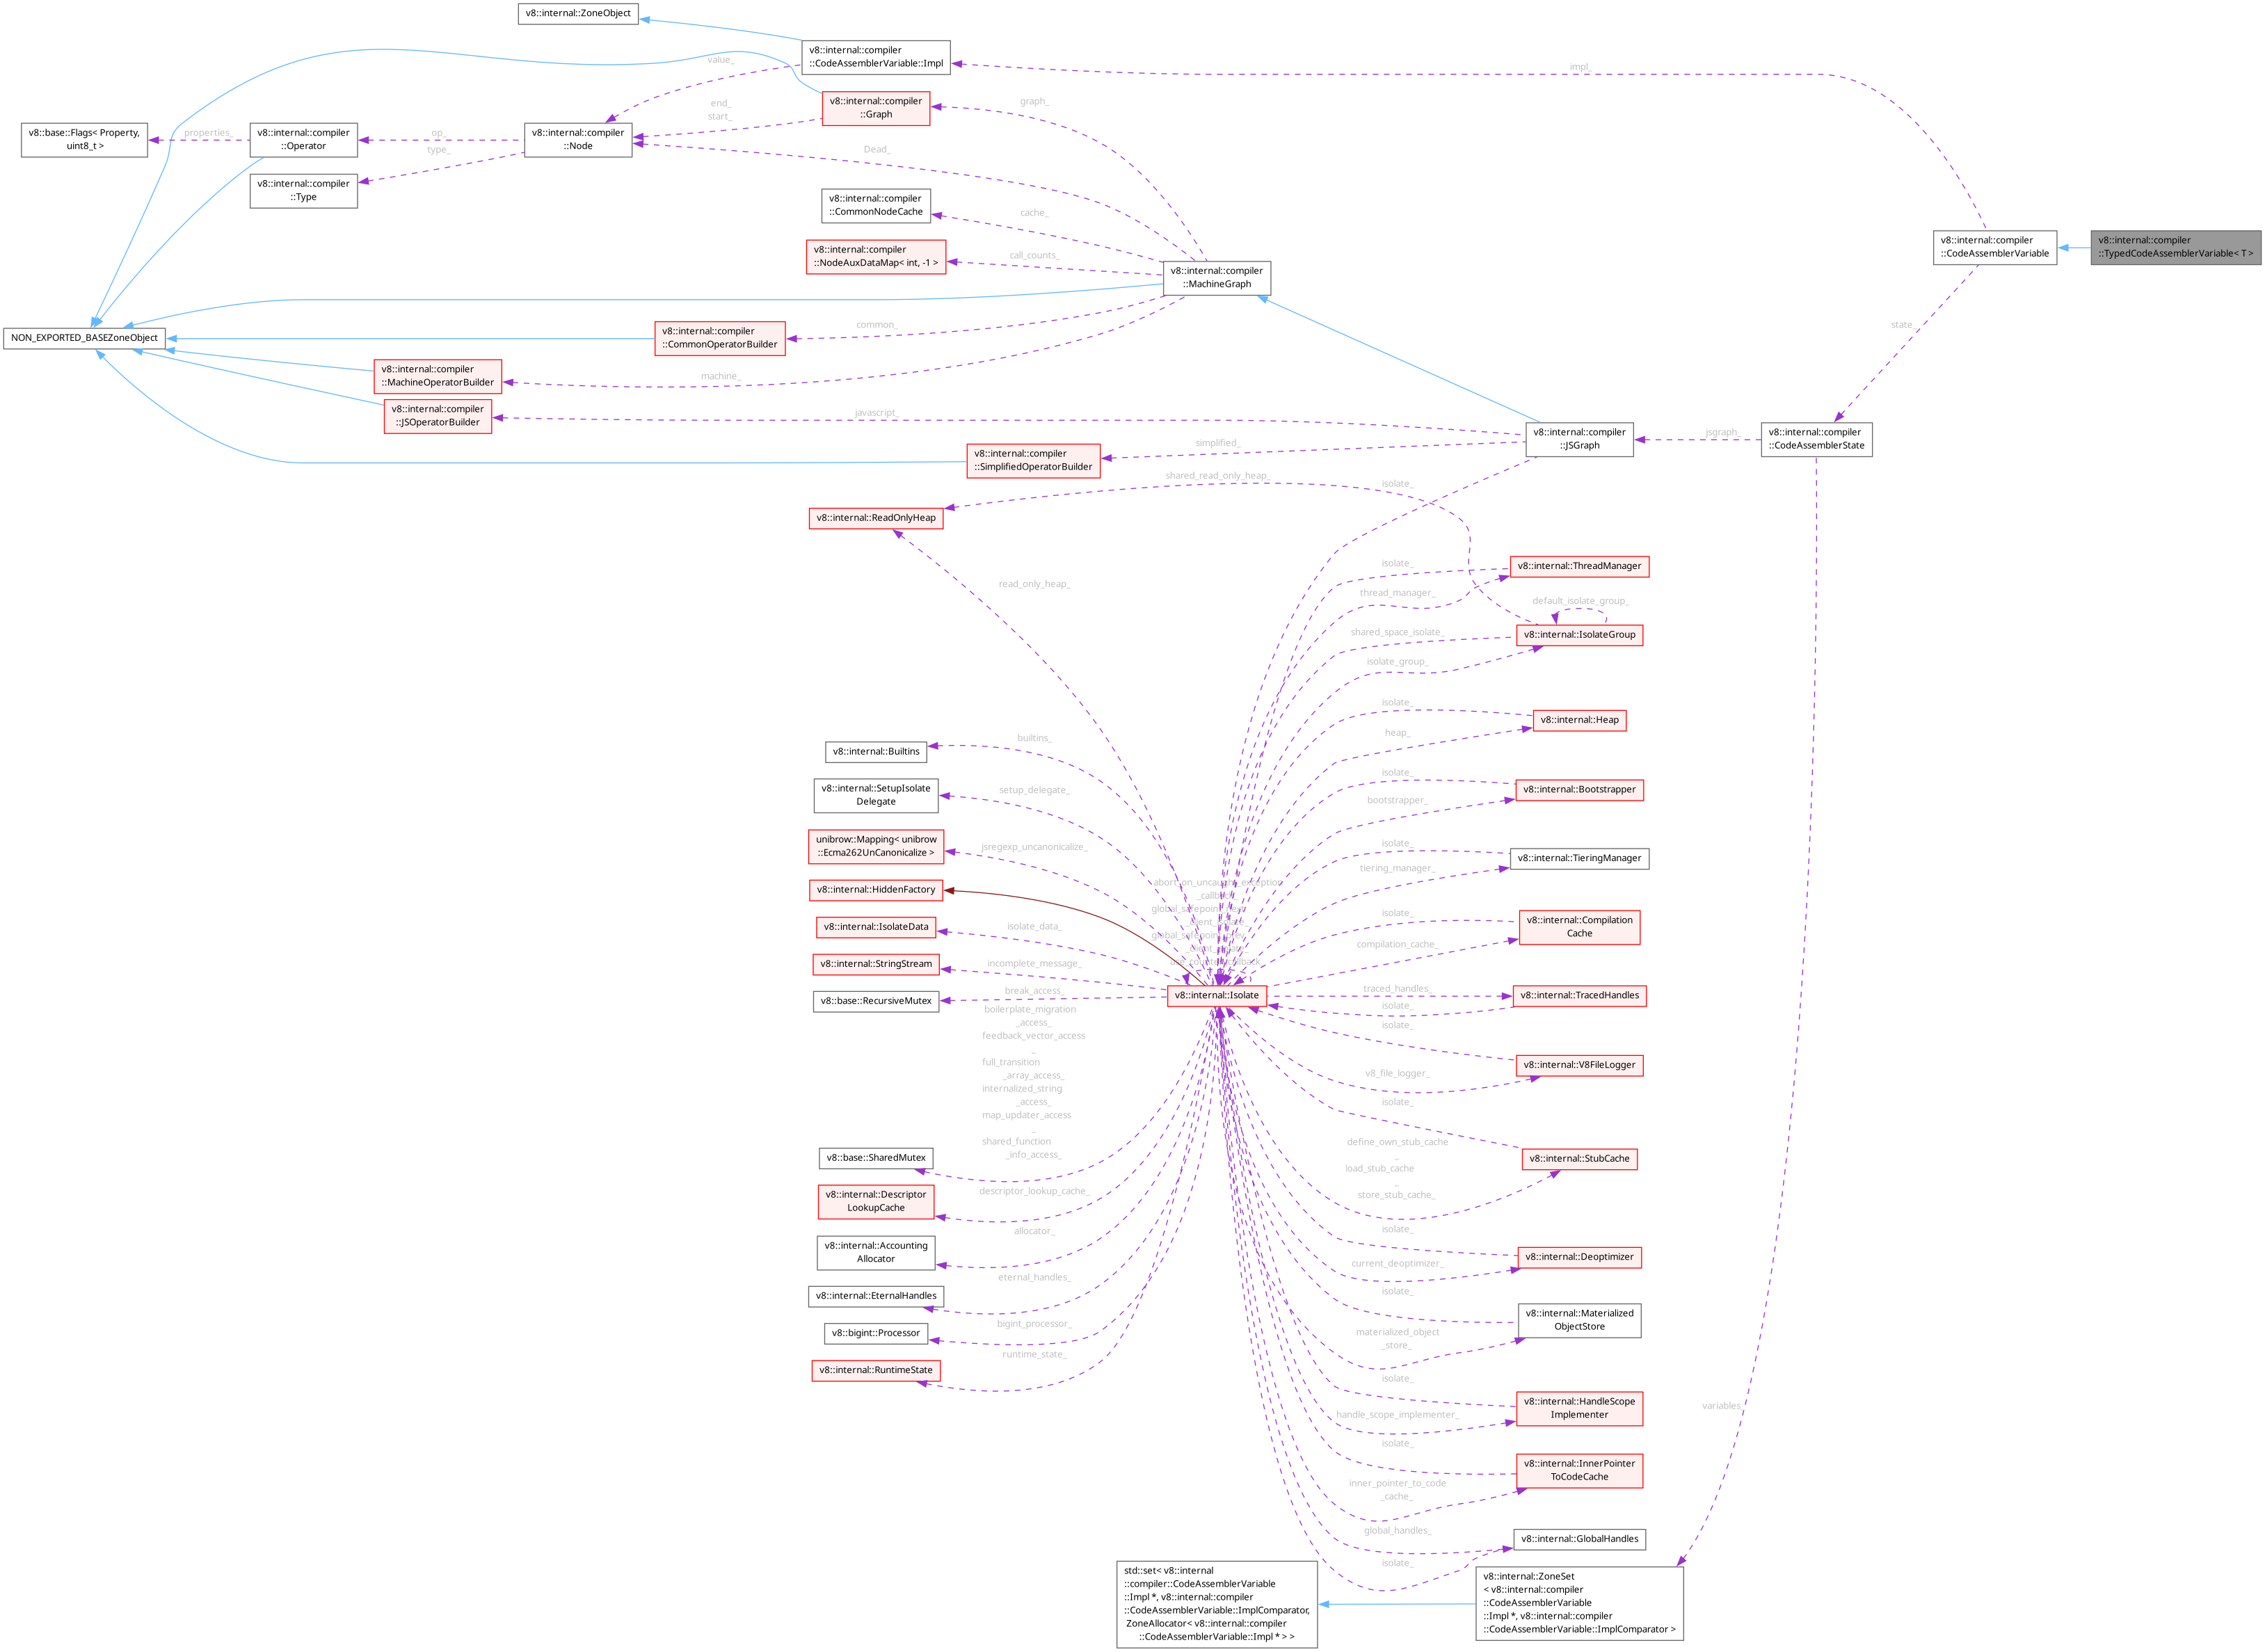 v8::internal::ZoneObject
v8::internal::compiler
::CodeAssemblerVariable::Impl
value_
impl_
v8::internal::compiler
::Graph
end_
start_
graph_
v8::base::Flags< Property,
uint8_t >
properties_
v8::internal::compiler
::Operator
op_
type_
v8::internal::compiler
::Node
Dead_
v8::internal::compiler
::Type
v8::internal::compiler
::CommonNodeCache
cache_
v8::internal::compiler
::NodeAuxDataMap< int, -1 >
call_counts_
v8::internal::compiler
::MachineGraph
v8::internal::compiler
::CodeAssemblerVariable
v8::internal::compiler
::TypedCodeAssemblerVariable< T >
NON_EXPORTED_BASEZoneObject
v8::internal::compiler
::CommonOperatorBuilder
common_
state_
v8::internal::compiler
::MachineOperatorBuilder
machine_
v8::internal::compiler
::JSOperatorBuilder
javascript_
v8::internal::compiler
::SimplifiedOperatorBuilder
simplified_
v8::internal::compiler
::JSGraph
jsgraph_
v8::internal::compiler
::CodeAssemblerState
shared_read_only_heap_
isolate_
v8::internal::ReadOnlyHeap
read_only_heap_
isolate_
thread_manager_
v8::internal::ThreadManager
default_isolate_group_
shared_space_isolate_
isolate_group_
v8::internal::IsolateGroup
isolate_
heap_
v8::internal::Heap
v8::internal::Builtins
builtins_
v8::internal::SetupIsolate
Delegate
setup_delegate_
isolate_
bootstrapper_
v8::internal::Bootstrapper
unibrow::Mapping< unibrow
::Ecma262UnCanonicalize >
jsregexp_uncanonicalize_
isolate_
tiering_manager_
v8::internal::TieringManager
v8::internal::HiddenFactory
abort_on_uncaught_exception
_callback_
global_safepoint_next
_client_isolate_
global_safepoint_prev
_client_isolate_
use_counter_callback_
v8::internal::IsolateData
isolate_data_
isolate_
compilation_cache_
v8::internal::Compilation
Cache
v8::internal::StringStream
incomplete_message_
v8::base::RecursiveMutex
break_access_
v8::internal::Isolate
traced_handles_
isolate_
v8::internal::TracedHandles
boilerplate_migration
_access_
feedback_vector_access
_
full_transition
_array_access_
internalized_string
_access_
map_updater_access
_
shared_function
_info_access_
isolate_
v8_file_logger_
v8::internal::V8FileLogger
isolate_
define_own_stub_cache
_
load_stub_cache
_
store_stub_cache_
v8::internal::StubCache
v8::base::SharedMutex
v8::internal::Descriptor
LookupCache
descriptor_lookup_cache_
v8::internal::Accounting
Allocator
allocator_
isolate_
current_deoptimizer_
v8::internal::Deoptimizer
v8::internal::EternalHandles
eternal_handles_
isolate_
materialized_object
_store_
v8::internal::Materialized
ObjectStore
v8::bigint::Processor
bigint_processor_
v8::internal::RuntimeState
runtime_state_
isolate_
handle_scope_implementer_
v8::internal::HandleScope
Implementer
variables_
isolate_
inner_pointer_to_code
_cache_
v8::internal::InnerPointer
ToCodeCache
global_handles_
isolate_
v8::internal::GlobalHandles
std::set< v8::internal
::compiler::CodeAssemblerVariable
::Impl *, v8::internal::compiler
::CodeAssemblerVariable::ImplComparator,
ZoneAllocator< v8::internal::compiler
::CodeAssemblerVariable::Impl * > >
v8::internal::ZoneSet
< v8::internal::compiler
::CodeAssemblerVariable
::Impl *, v8::internal::compiler
::CodeAssemblerVariable::ImplComparator >